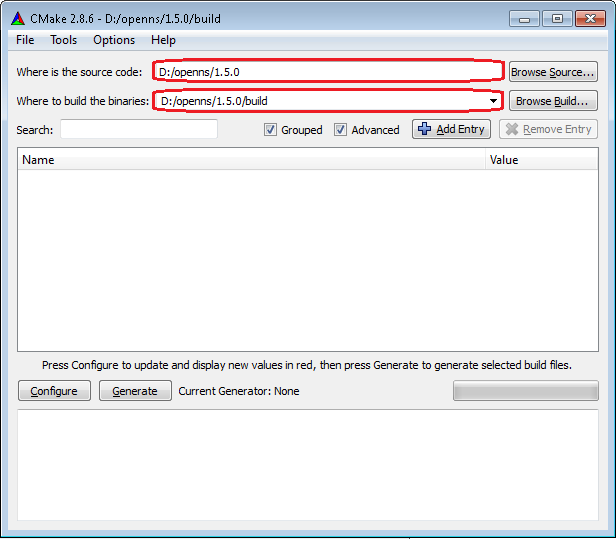 CMake 2.8.6 - D:/openns/1.5.0/build
File Tools Options Help
Where is the source code: D:/openns/1.5.0 Browse Source...
Where to build the binaries: D:/openns/1.5.0/build Browse Build...
Search: Grouped Advanced Add Entry Remove Entry
Name Value
Press Configure to update and display new values in red, then press Generate to generate selected build files.
Configure Generate Current Generator: None